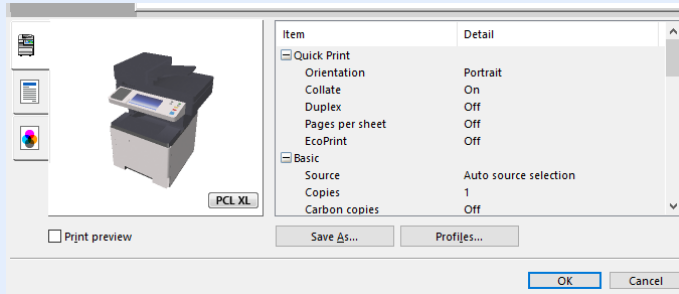 Item Detail
Quick Print
Orientation Portrait
Collate On
Duplex Off
Pages per sheet Off
EcoPrint Off
Basic
Source Auto source selection
Copies 1
Carbon copies Off
PCL XL
Print preview
Save As...
Profiles...
OK
Cancel